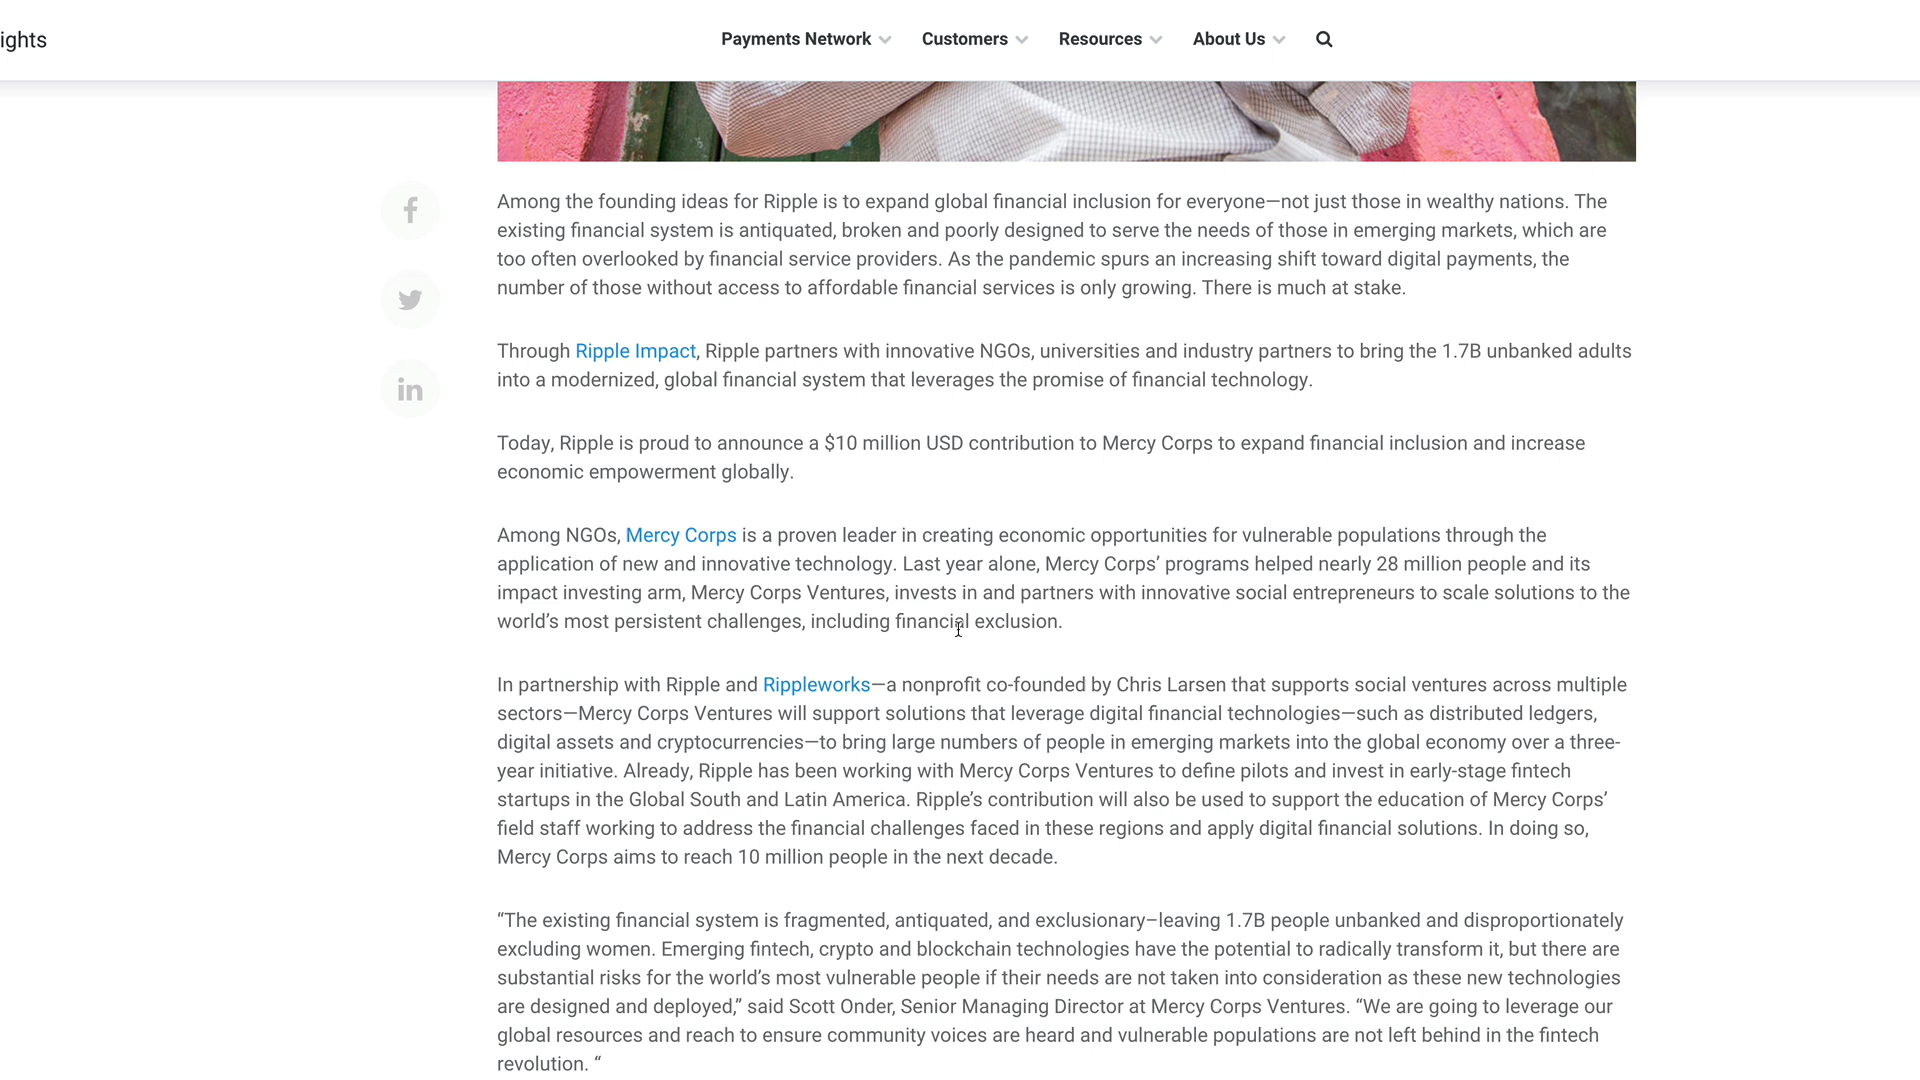 ights
Payments Network
Customers
Resources
About Us
Among the founding ideas for Ripple is to expand global financial inclusion for everyone—not just those in wealthy nations. The
existing financial system is antiquated, broken and poorly designed to serve the needs of those in emerging markets, which are
too often overlooked by financial service providers. As the pandemic spurs an increasing shift toward digital payments, the
number of those without access to affordable financial services is only growing. There is much at stake.
Through Ripple Impact, Ripple partners with innovative NGOs, universities and industry partners to bring the 1.7B unbanked adults
into a modernized, global financial system that leverages the promise of financial technology.
Today, Ripple is proud to announce a $10 million USD contribution to Mercy Corps to expand financial inclusion and increase
economic empowerment globally.
Among NGOs, Mercy Corps is a proven leader in creating economic opportunities for vulnerable populations through the
application of new and innovative technology. Last year alone, Mercy Corps’ programs helped nearly 28 million people and its
impact investing arm, Mercy Corps Ventures, invests in and partners with innovative social entrepreneurs to scale solutions to the
world’s most persistent challenges, including financial exclusion.
In partnership with Ripple and Rippleworks—a nonprofit co-founded by Chris Larsen that supports social ventures across multiple
sectors—Mercy Corps Ventures will support solutions that leverage digital financial technologies—such as distributed ledgers,
digital assets and cryptocurrencies—to bring large numbers of people in emerging markets into the global economy over a three-
year initiative. Already, Ripple has been working with Mercy Corps Ventures to define pilots and invest in early-stage fintech
startups in the Global South and Latin America. Ripple’s contribution will also be used to support the education of Mercy Corps’
field staff working to address the financial challenges faced in these regions and apply digital financial solutions. In doing so,
Mercy Corps aims to reach 10 million people in the next decade.
“The existing financial system is fragmented, antiquated, and exclusionary–leaving 1.7B people unbanked and disproportionately
excluding women. Emerging fintech, crypto and blockchain technologies have the potential to radically transform it, but there are
substantial risks for the world’s most vulnerable people if their needs are not taken into consideration as these new technologies
are designed and deployed,” said Scott Onder, Senior Managing Director at Mercy Corps Ventures. “We are going to leverage our
global resources and reach to ensure community voices are heard and vulnerable populations are not left behind in the fintech
revolution. “